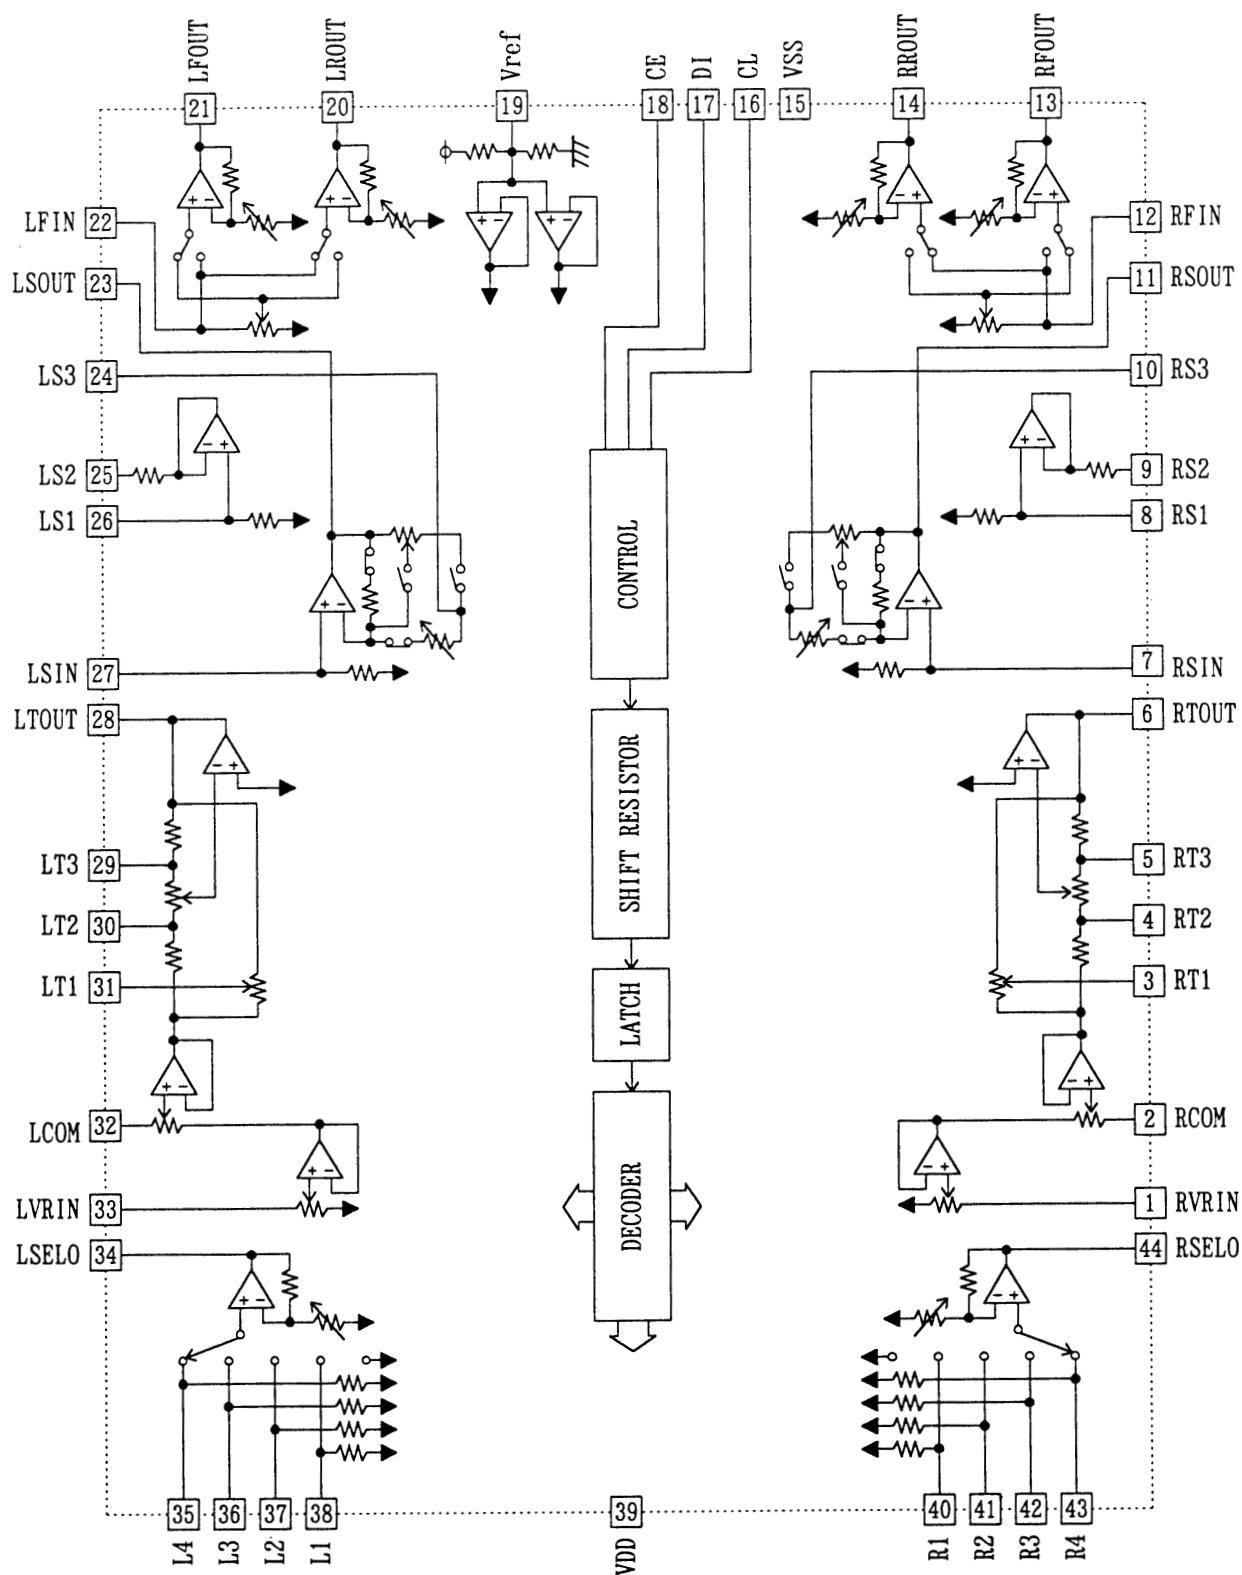 LFOUT
LROUT
Vref
CE
DI
CL
VSS
RROUT
RFOUT
21
20
19
18
17
16
15
14
13
LFIN 22
12 RFIN
LSOUT 23
11 RSOUT
LS3 24
10 RS3
LS2 25
9 RS2
LS1 26
8 RS1
LSIN 27
7 RSIN
LTOUT 28
6 RTOUT
LT3 29
5 RT3
LT2 30
4 RT2
LT1 31
3 RT1
LCOM 32
2 RCOM
LVRIN 33
1 RVRIN
LSELO 34
44 RSELO
CONTROL
SHIFT RESISTOR
LATCH
DECODER
35
36
37
38
39
40
41
42
43
L4
L3
L2
L1
VDD
R1
R2
R3
R4